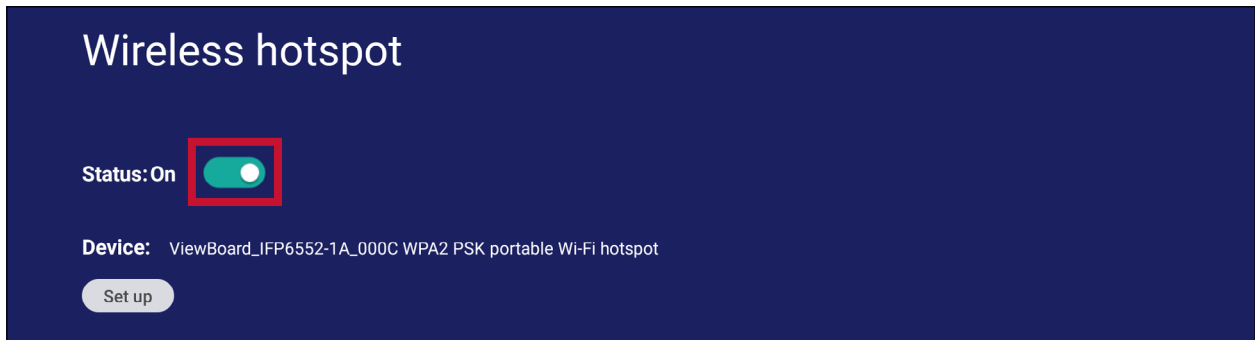 Wireless hotspot
Status: On
Device: ViewBoard_IFP6552-1A_000C WPA2 PSK portable Wi-Fi hotspot
Set up